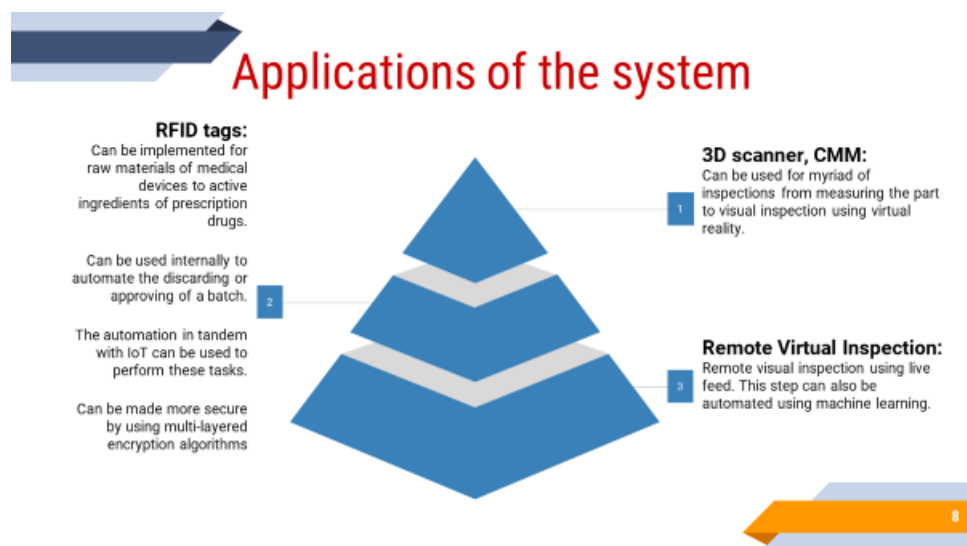 Applications of the system
RFID tags:
Can be implemented for
raw materials of medical
devices to active
ingredients of prescription
drugs.
Can be used internally to
automate the discarding or
approving of a batch.
The automation in tandem
with IoT can be used to
perform these tasks.
Can be made more secure
by using multi-layered
encryption algorithms
2
1
3D scanner, CMM:
Can be used for myriad of
inspections from measuring the part
to visual inspection using virtual
reality.
3
Remote Virtual Inspection:
Remote visual inspection using live
feed. This step can also be
automated using machine learning.
8